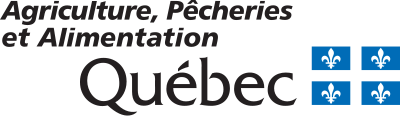 Agriculture, Pêcheries
et Alimentation
Québec